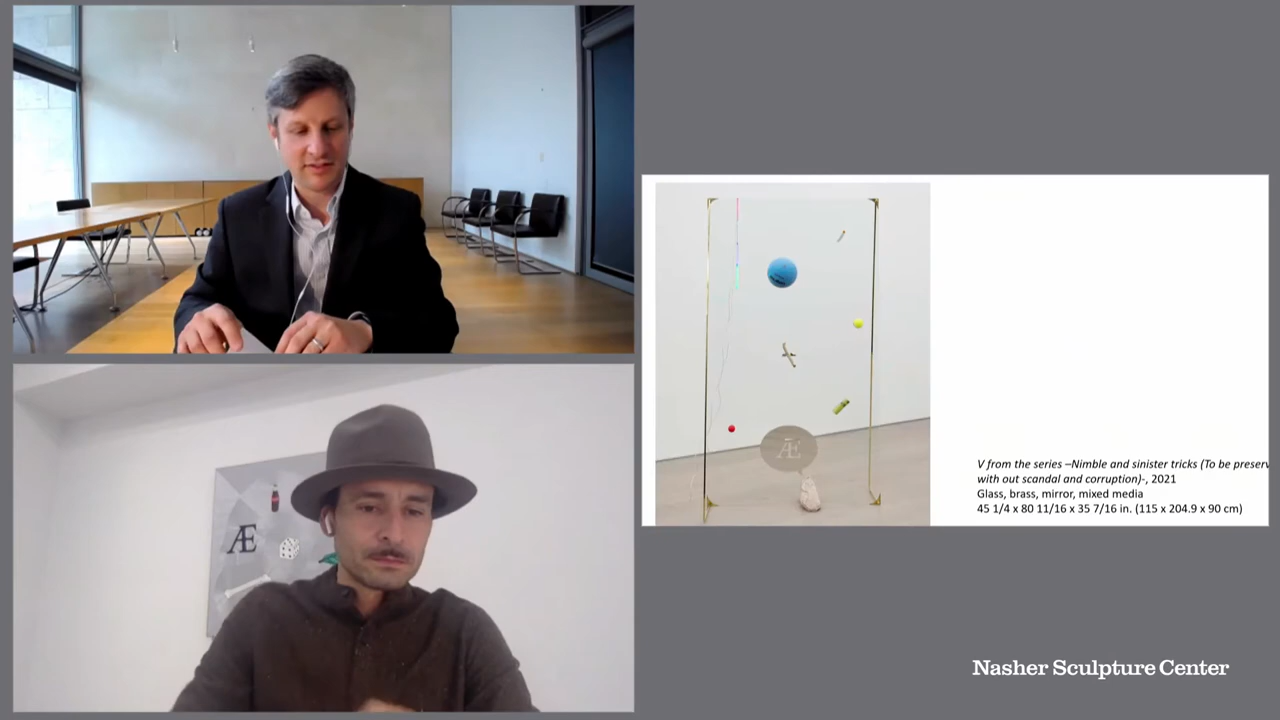 Æ
Æ
V from the series –Nimble and sinister tricks (To be preserv
with out scandal and corruption)-, 2021
Glass, brass, mirror, mixed media
45 1/4 x 80 11/16 x 35 7/16 in. (115 x 204.9 x 90 cm)
Nasher Sculpture Center